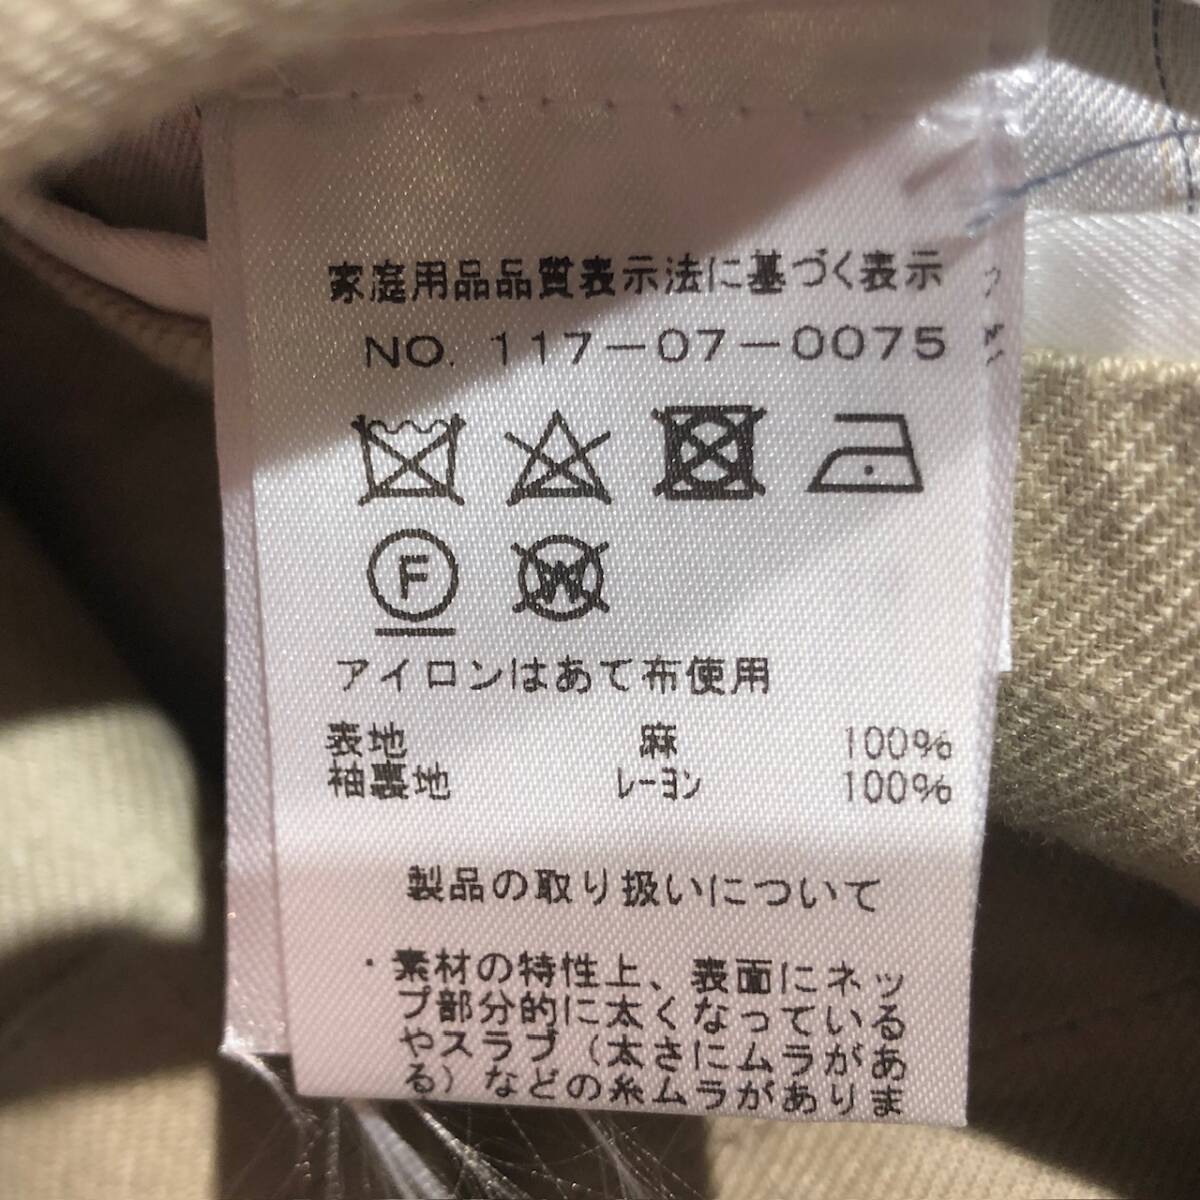 家庭用品品質表示法に基づく表示
NO. 117-07-0075
F
W
アイロンはあて布使用
表地 麻 100%
袖裏地 レーヨン 100%
製品の取り扱いについて
・素材の特性上、表面にネッ
プ部分的に太くなっている
やスラブ（太さにムラがあ
る）などの糸ムラがありま